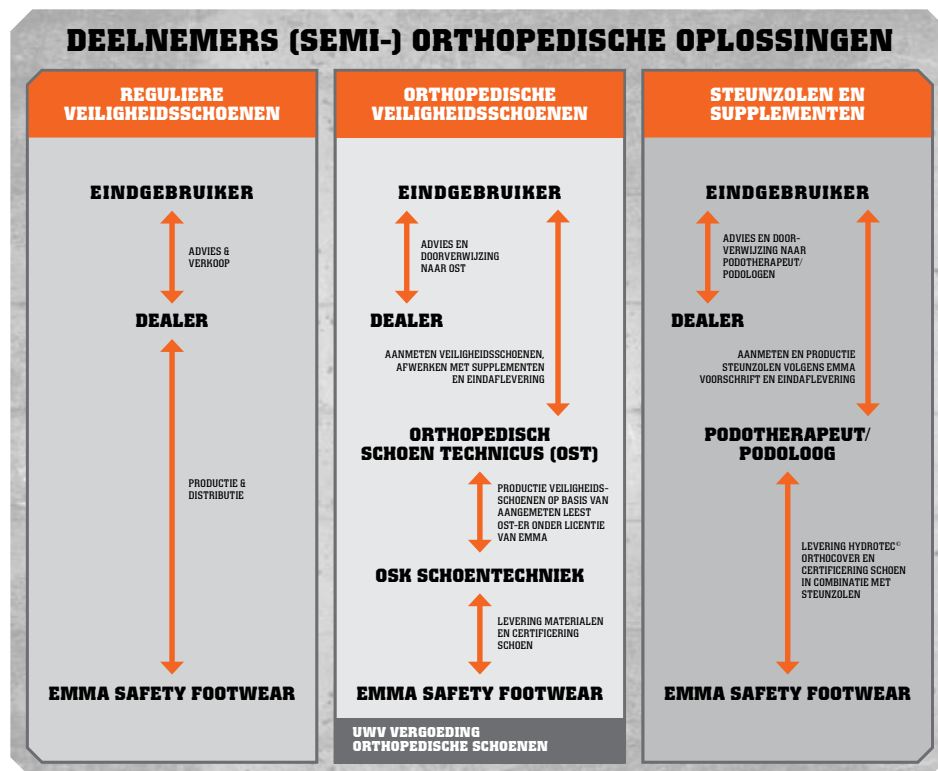 DEELNEMERS (SEMI-) ORTHOPEDISCHE OPLOSSINGEN
REGULIERE
VEILIGHEIDSSCHOENEN
EINDGEBRUIKER
ADVIES &
VERKOOP
DEALER
PRODUCTIE &
DISTRIBUTIE
EMMA SAFETY FOOTWEAR
ORTHOPEDISCHE
VEILIGHEIDSSCHOENEN
EINDGEBRUIKER
ADVIES EN
DOORVERWIJZING
NAAR OST
DEALER
AANMETEN VEILIGHEIDSSCHOENEN,
AFWERKEN MET SUPPLEMENTEN
EN EINDAFLEVERING
ORTHOPEDISCH
SCHOEN TECHNICUS (OST)
PRODUCTIE VEILIGHEIDS-
SCHOENEN OP BASIS VAN
AANGEMETEN LEEST
OST-ER ONDER LICENTIE
VAN EMMA
OSK SCHOENTECHNIEK
LEVERING MATERIALEN
EN CERTIFICERING
SCHOEN
EMMA SAFETY FOOTWEAR
UWV VERGOEDING
ORTHOPEDISCHE SCHOENEN
STEUNZOLEN EN
SUPPLEMENTEN
EINDGEBRUIKER
ADVIES EN DOOR-
VERWIJZING NAAR
PODOTHERAPEUT/
PODOLOGEN
DEALER
AANMETEN EN PRODUCTIE
STEUNZOLEN VOLGENS EMMA
VOORSCHRIFT EN EINDAFLEVERING
PODOTHERAPEUT/
PODOLOOG
LEVERING HYDROTEC©
ORTHOCOVER EN
CERTIFICERING SCHOEN
IN COMBINATIE MET
STEUNZOLEN
EMMA SAFETY FOOTWEAR